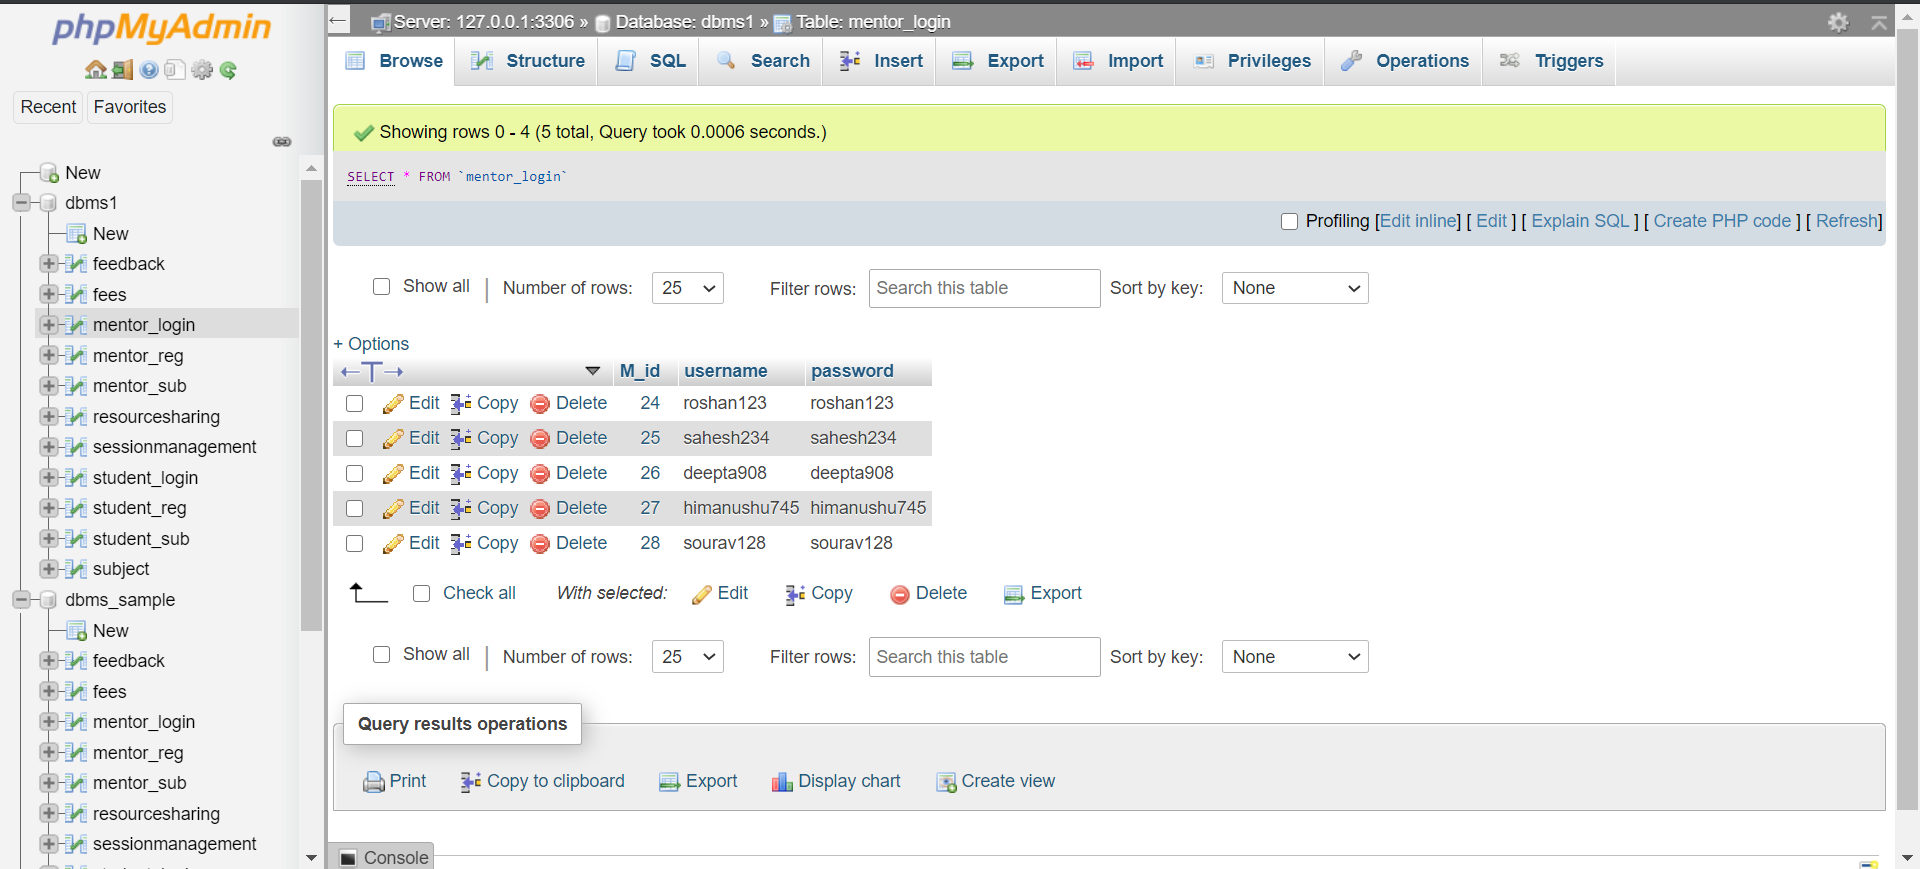 phpMyAdmin
Recent Favorites
New
dbms1
New
feedback
fees
mentor_login
mentor_reg
mentor_sub
resourcesharing
sessionmanagement
student_login
student_reg
student_sub
subject
dbms_sample
New
feedback
fees
mentor_login
mentor_reg
mentor_sub
resourcesharing
sessionmanagement
Server: 127.0.0.1:3306 » Database: dbms1 » Table: mentor_login
Browse Structure SQL Search Insert Export Import Privileges Operations Triggers
Showing rows 0 - 4 (5 total, Query took 0.0006 seconds.)
SELECT * FROM `mentor_login`
Profiling [Edit inline] [ Edit ] [ Explain SQL ] [ Create PHP code ] [ Refresh]
Show all | Number of rows: 25 Filter rows: Search this table Sort by key: None
+ Options
←T→ M_id username password
Edit Copy Delete 24 roshan123 roshan123
Edit Copy Delete 25 sahesh234 sahesh234
Edit Copy Delete 26 deepta908 deepta908
Edit Copy Delete 27 himanushu745 himanushu745
Edit Copy Delete 28 sourav128 sourav128
Check all With selected: Edit Copy Delete Export
Show all | Number of rows: 25 Filter rows: Search this table Sort by key: None
Query results operations
Print Copy to clipboard Export Display chart Create view
Console